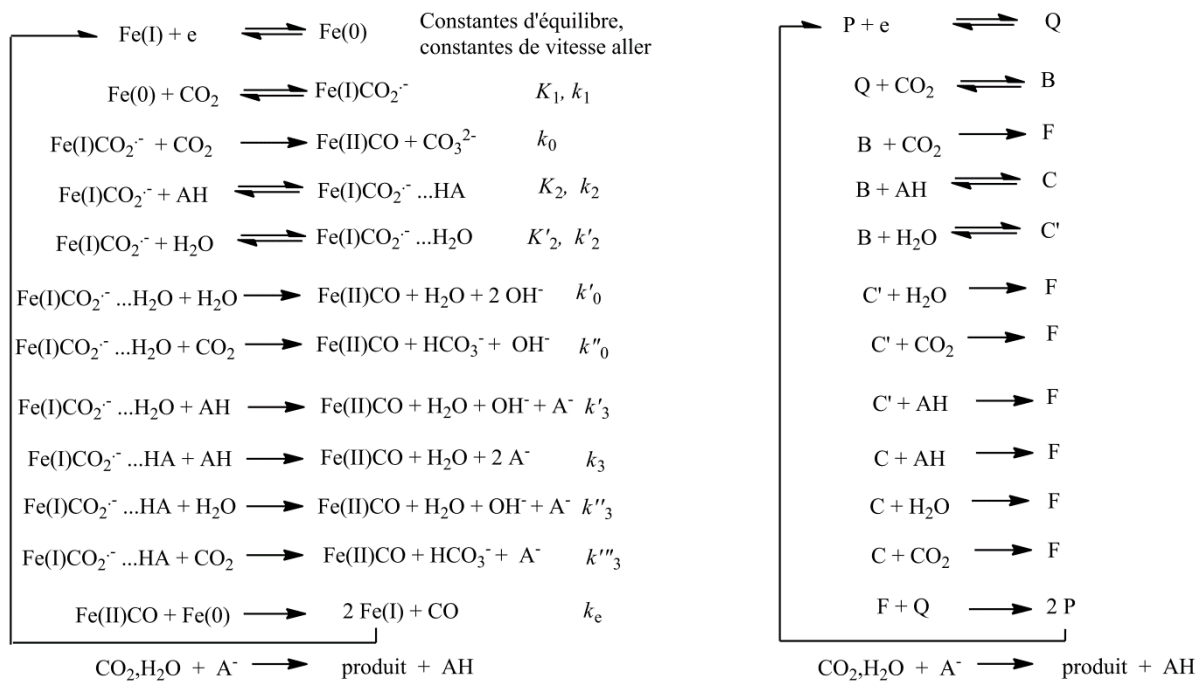 Fe(I) + e ⇌ Fe(0) Constantes d'équilibre, constantes de vitesse aller
Fe(0) + CO₂ ⇌ Fe(I)CO₂·⁻ K₁, k₁
Fe(I)CO₂·⁻ + CO₂ → Fe(II)CO + CO₃²⁻ k₀
Fe(I)CO₂·⁻ + AH ⇌ Fe(I)CO₂·⁻ ...HA K₂, k₂
Fe(I)CO₂·⁻ + H₂O ⇌ Fe(I)CO₂·⁻ ...H₂O K'₂, k'₂
Fe(I)CO₂·⁻ ...H₂O + H₂O → Fe(II)CO + H₂O + 2 OH⁻ k'₀
Fe(I)CO₂·⁻ ...H₂O + CO₂ → Fe(II)CO + HCO₃⁻ + OH⁻ k"₀
Fe(I)CO₂·⁻ ...H₂O + AH → Fe(II)CO + H₂O + OH⁻ + A⁻ k'₃
Fe(I)CO₂·⁻ ...HA + AH → Fe(II)CO + H₂O + 2 A⁻ k₃
Fe(I)CO₂·⁻ ...HA + H₂O → Fe(II)CO + H₂O + OH⁻ + A⁻ k''₃
Fe(I)CO₂·⁻ ...HA + CO₂ → Fe(II)CO + HCO₃⁻ + A⁻ k'"₃
Fe(II)CO + Fe(0) → 2 Fe(I) + CO kₑ
CO₂,H₂O + A⁻ → produit + AH
P + e ⇌ Q
Q + CO₂ ⇌ B
B + CO₂ → F
B + AH ⇌ C
B + H₂O ⇌ C'
C' + H₂O → F
C' + CO₂ → F
C' + AH → F
C + AH → F
C + H₂O → F
C + CO₂ → F
F + Q → 2 P
CO₂,H₂O + A⁻ → produit + AH